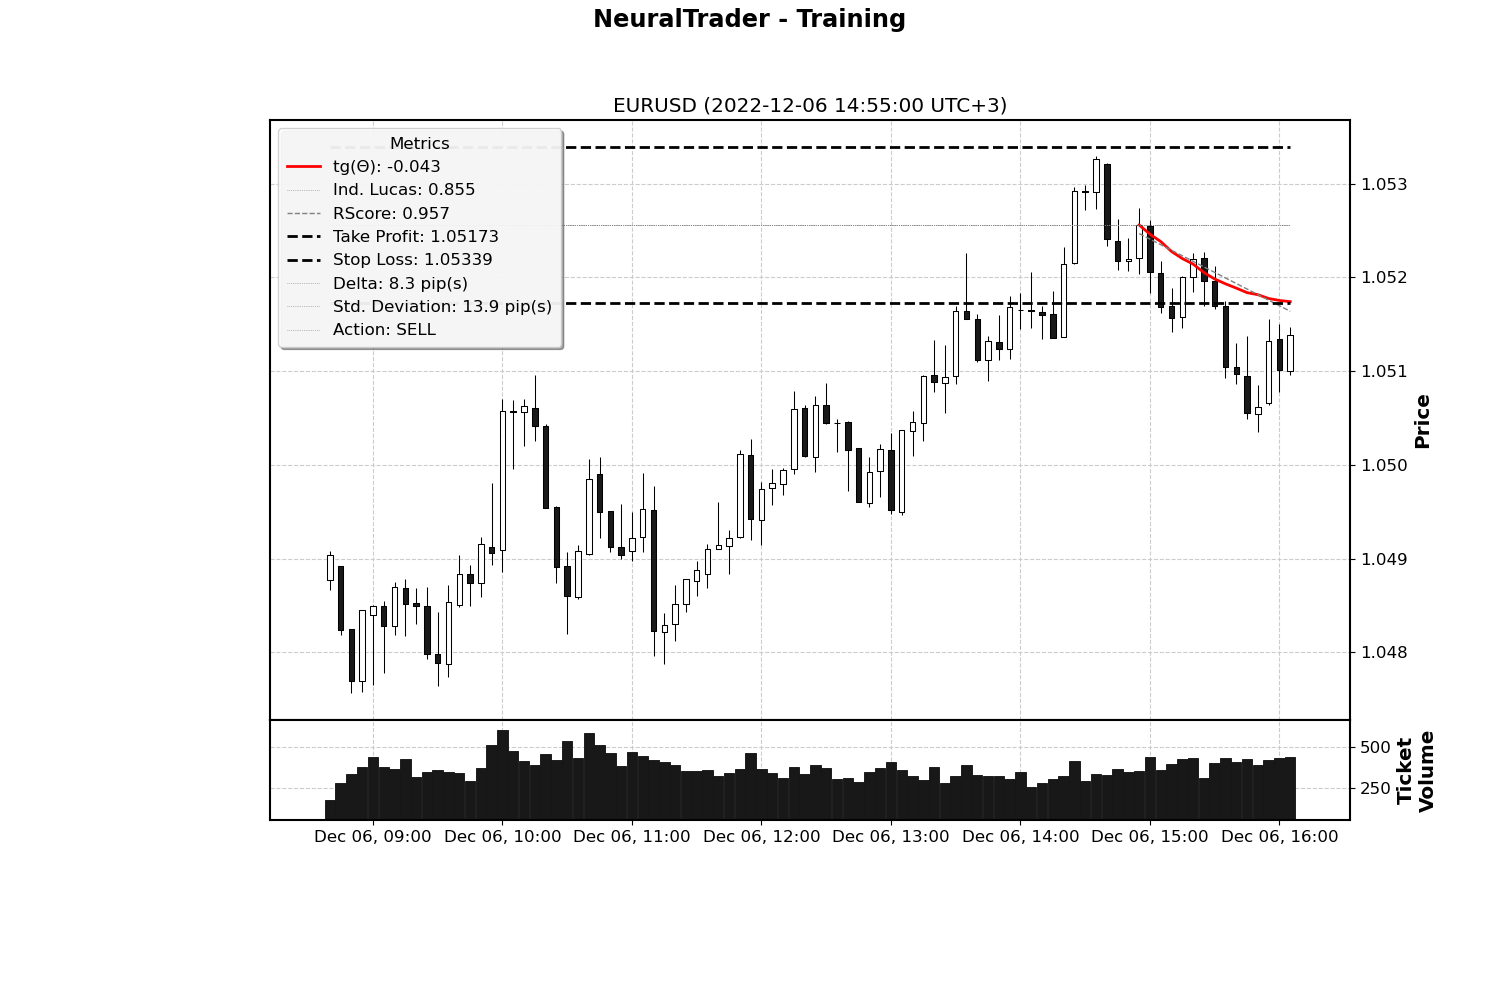 NeuralTrader - Training
EURUSD (2022-12-06 14:55:00 UTC+3)
Metrics
tg(Θ): -0.043
Ind. Lucas: 0.855
RScore: 0.957
Take Profit: 1.05173
Stop Loss: 1.05339
Delta: 8.3 pip(s)
Std. Deviation: 13.9 pip(s)
Action: SELL
1.053
1.052
1.051
1.050
1.049
1.048
Price
500
250
Ticket
Volume
Dec 06, 09:00
Dec 06, 10:00
Dec 06, 11:00
Dec 06, 12:00
Dec 06, 13:00
Dec 06, 14:00
Dec 06, 15:00
Dec 06, 16:00